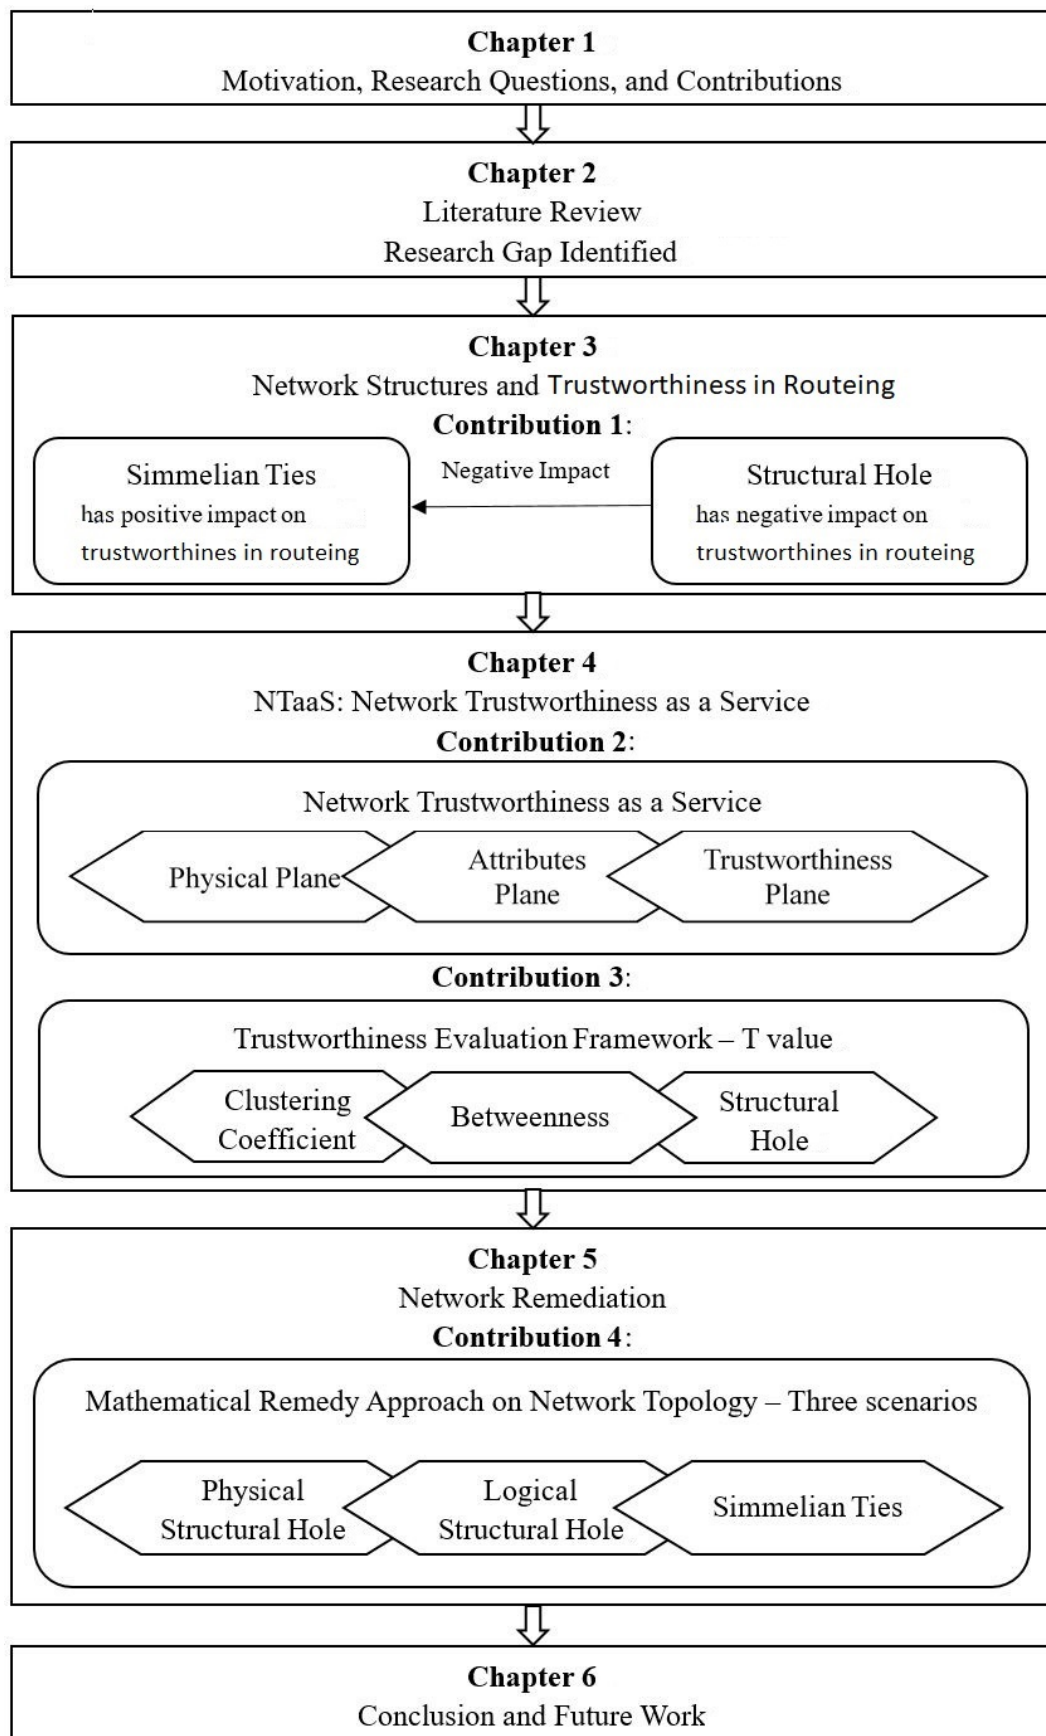 Chapter 1
Motivation, Research Questions, and Contributions
Chapter 2
Literature Review
Research Gap Identified
Chapter 3
Network Structures and Trustworthiness in Routeing
Contribution 1:
Simmelian Ties
has positive impact on
trustworthines in routeing
Negative Impact
Structural Hole
has negative impact on
trustworthines in routeing
Chapter 4
NTaaS: Network Trustworthiness as a Service
Contribution 2:
Network Trustworthiness as a Service
Physical Plane
Attributes
Plane
Trustworthiness
Plane
Contribution 3:
Trustworthiness Evaluation Framework – T value
Clustering
Coefficient
Betweenness
Structural
Hole
Chapter 5
Network Remediation
Contribution 4:
Mathematical Remedy Approach on Network Topology – Three scenarios
Physical
Structural Hole
Logical
Structural Hole
Simmelian Ties
Chapter 6
Conclusion and Future Work